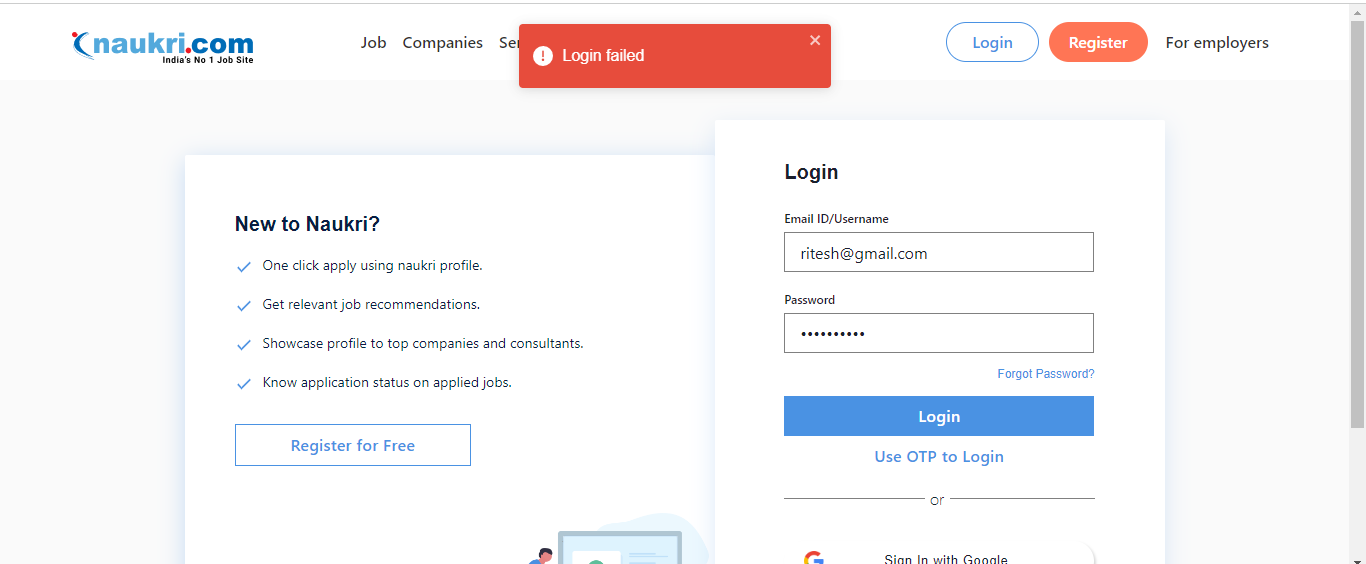 naukri.com
India's No 1 Job Site
Job Companies
Login failed
Login Register For employers
New to Naukri?
One click apply using naukri profile.
Get relevant job recommendations.
Showcase profile to top companies and consultants.
Know application status on applied jobs.
Register for Free
Login
Email ID/Username
ritesh@gmail.com
Password
Forgot Password?
Login
Use OTP to Login
or
Sign In with Google